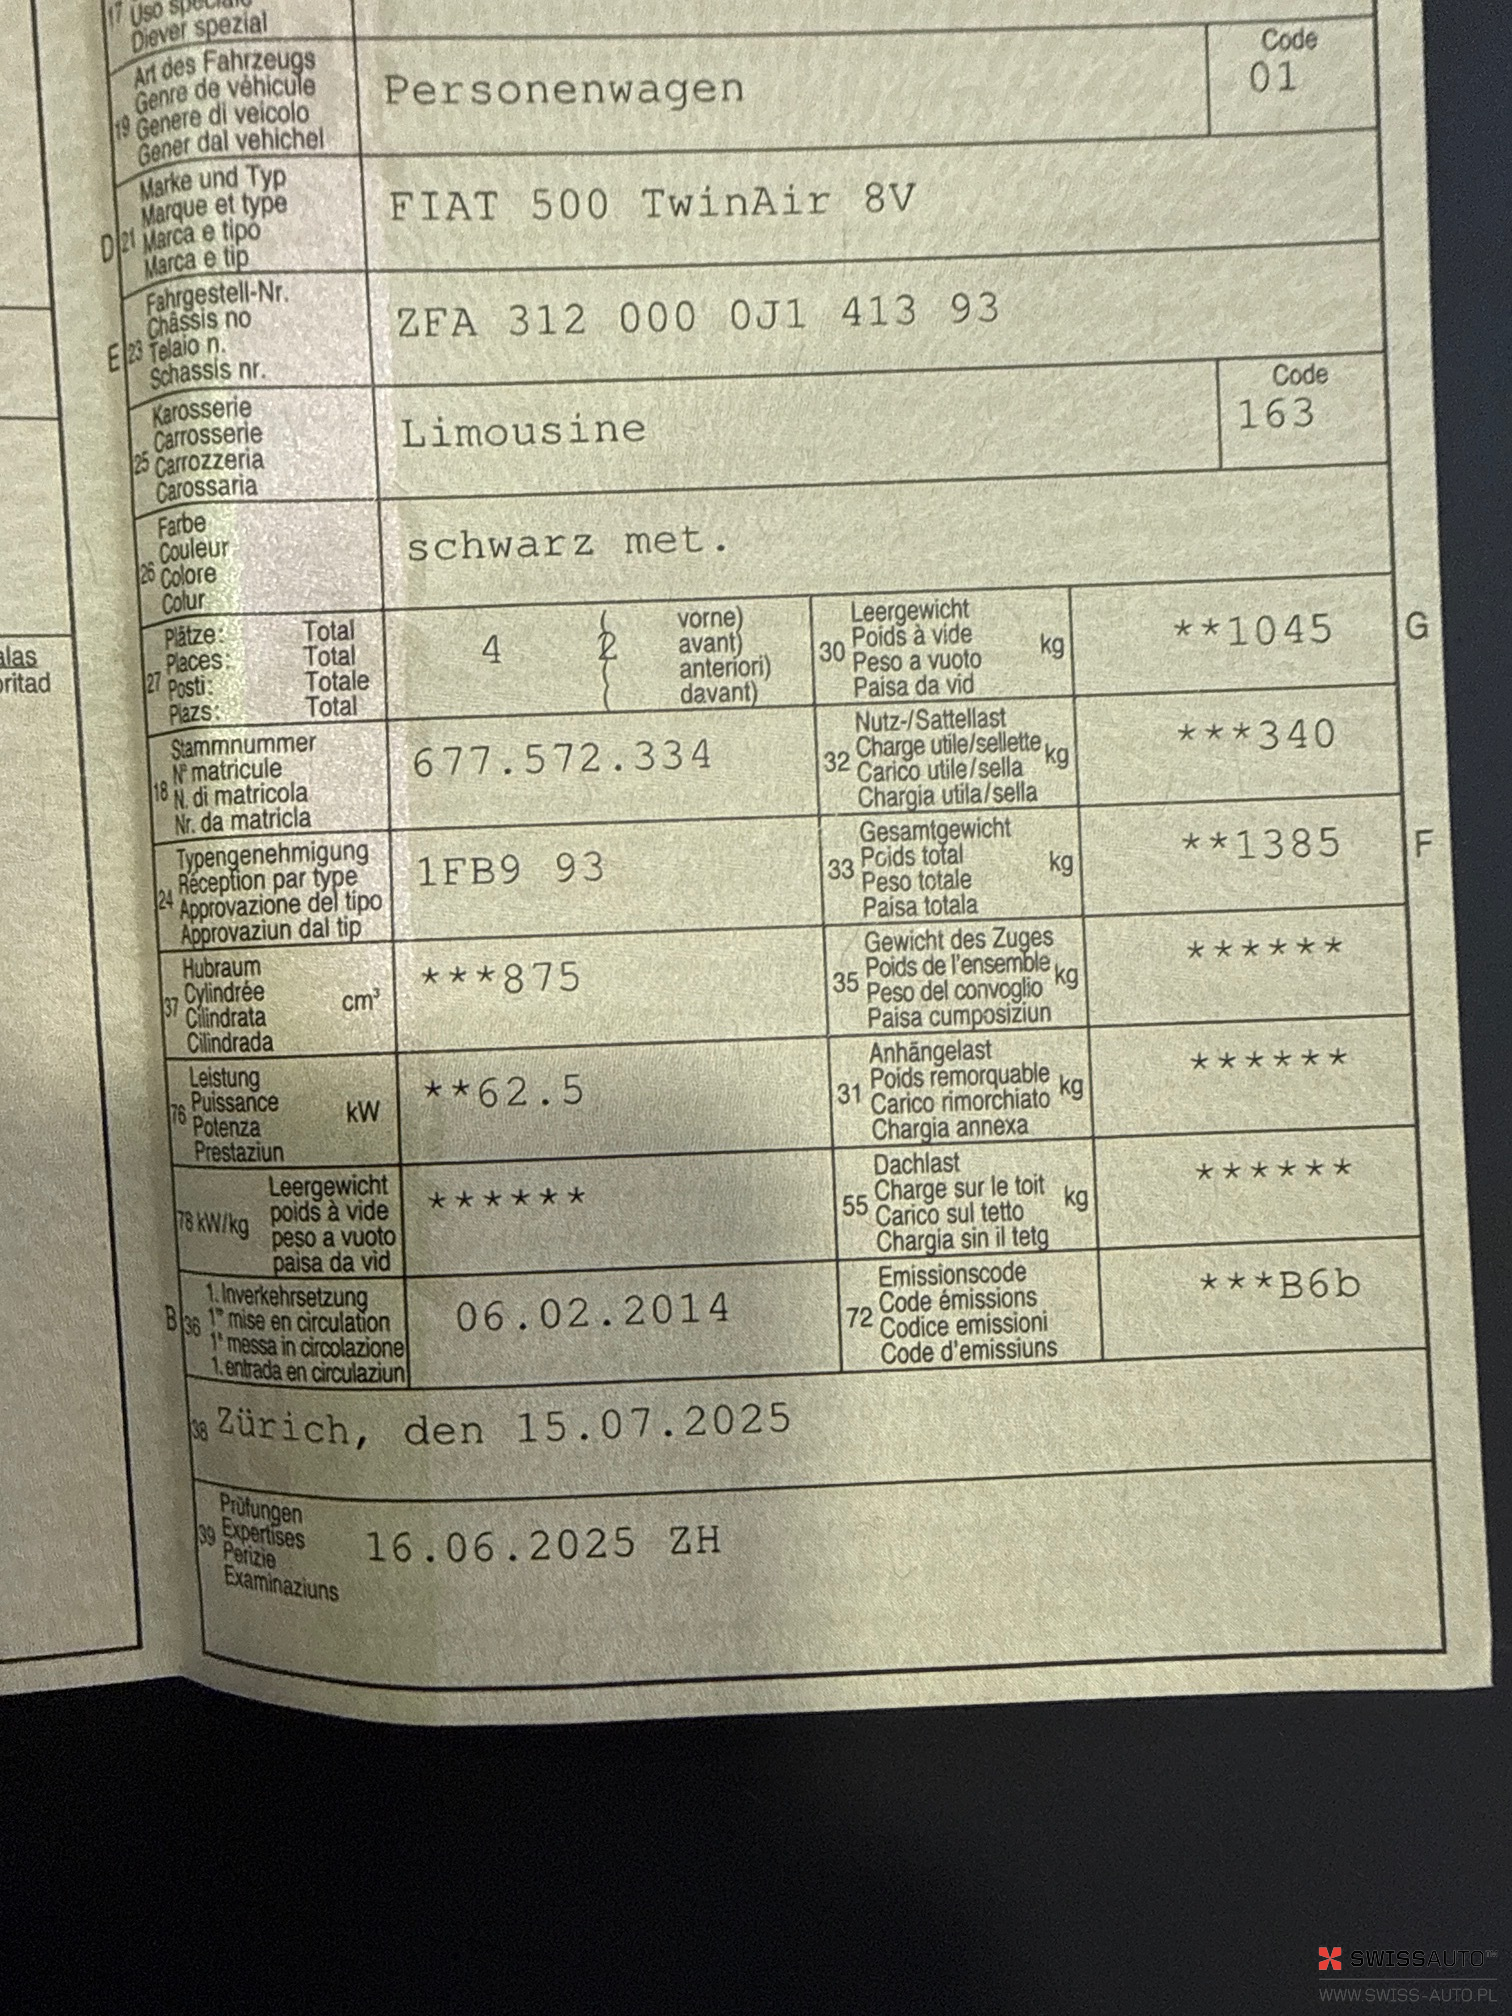 17 Uso speciale
Diever spezial
Art des Fahrzeugs
Genre de véhicule
19 Genere di veicolo
Gener dal vehichel
Personenwagen
Code
01
Marke und Typ
Marque et type
D 21 Marca e tipo
Marca e tip
FIAT 500 TwinAir 8V
Fahrgestell-Nr.
Châssis no
E 23 Telaio n.
Schassis nr.
ZFA 312 000 0J1 413 93
Karosserie
Carrosserie
25 Carrozzeria
Carossaria
Limousine
Code
163
Farbe
Couleur
26 Colore
Colur
schwarz met.
Plätze: Total
Places: Total
27 Posti: Totale
Plazs: Total
4 ( 2 vorne)
avant)
anteriori)
davant)
Leergewicht
30 Poids à vide kg
Peso a vuoto
Paisa da vid
**1045 G
Stammnummer
N° matricule
18 N. di matricola
Nr. da matricla
677.572.334
Nutz-/Sattellast
32 Charge utile/sellette kg
Carico utile/sella
Chargia utila/sella
***340
Typengenehmigung
Réception par type
24 Approvazione del tipo
Approvaziun dal tip
1FB9 93
Gesamtgewicht
33 Poids total kg
Peso totale
Paisa totala
**1385 F
Hubraum
37 Cylindrée cm³
Cilindrata
Cilindrada
***875
Gewicht des Zuges
35 Poids de l'ensemble kg
Peso del convoglio
Paisa cumposiziun
******
Leistung
76 Puissance kW
Potenza
Prestaziun
**62.5
Anhängelast
31 Poids remorquable kg
Carico rimorchiato
Chargia annexa
******
Leergewicht
78 kW/kg poids à vide
peso a vuoto
paisa da vid
******
Dachlast
55 Charge sur le toit kg
Carico sul tetto
Chargia sin il tetg
******
1. Inverkehrsetzung
B 36 1re mise en circulation
1a messa in circolazione
1. entrada en circulaziun
06.02.2014
Emissionscode
72 Code émissions
Codice emissioni
Code d'emissiuns
***B6b
38 Zürich, den 15.07.2025
Prüfungen
39 Expertises
Perizie
Examinaziuns
16.06.2025 ZH
alas
oritad
SWISSAUTO™
WWW.SWISS-AUTO.PL